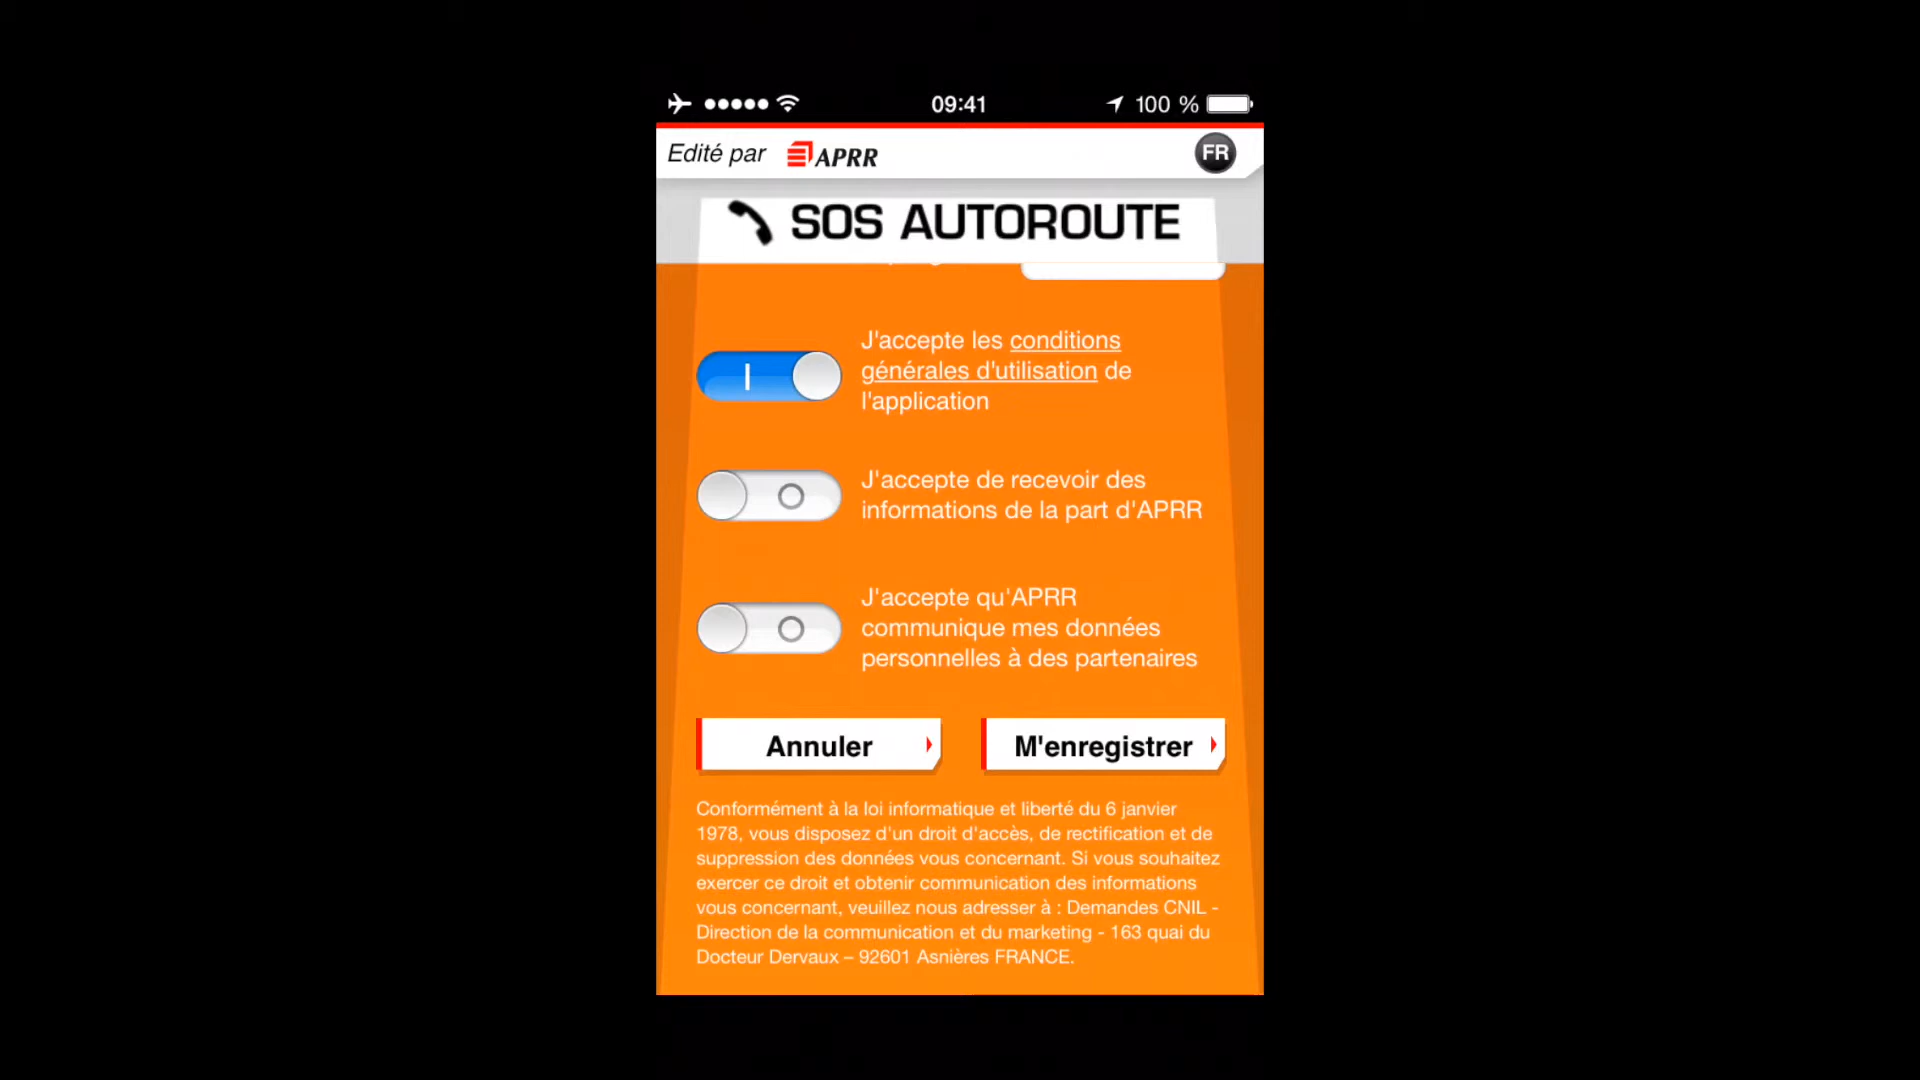 09:41
100 %
Edité par APRR
FR
SOS AUTOROUTE
J'accepte les conditions
générales d'utilisation de
l'application
J'accepte de recevoir des
informations de la part d'APRR
J'accepte qu'APRR
communique mes données
personnelles à des partenaires
Annuler
M'enregistrer
Conformément à la loi informatique et liberté du 6 janvier
1978, vous disposez d'un droit d'accès, de rectification et de
suppression des données vous concernant. Si vous souhaitez
exercer ce droit et obtenir communication des informations
vous concernant, veuillez nous adresser à : Demandes CNIL -
Direction de la communication et du marketing - 163 quai du
Docteur Dervaux – 92601 Asnières FRANCE.